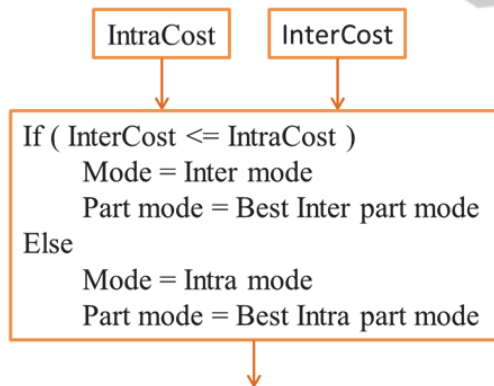 IntraCost
InterCost
If ( InterCost <= IntraCost )
Mode = Inter mode
Part mode = Best Inter part mode
Else
Mode = Intra mode
Part mode = Best Intra part mode